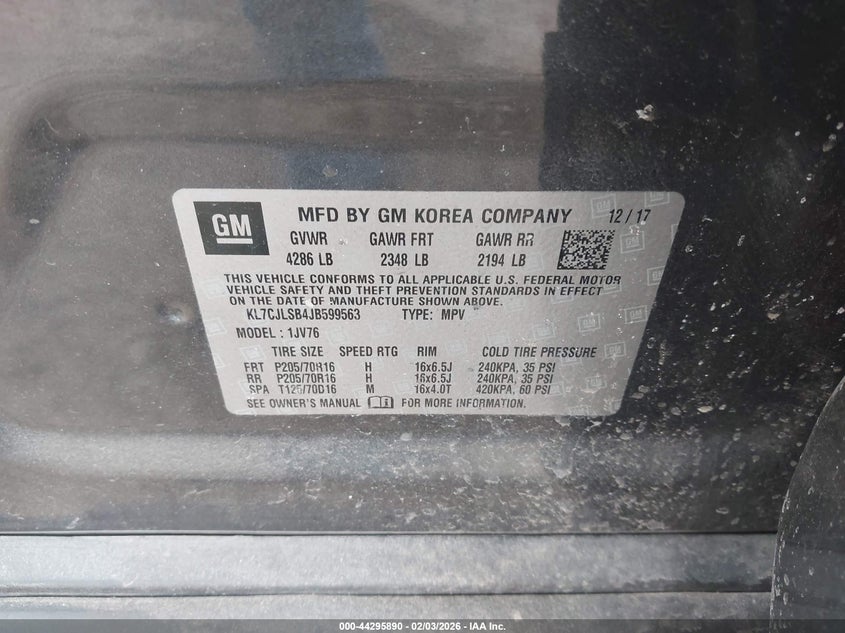 GM MFD BY GM KOREA COMPANY 12 / 17
GVWR GAWR FRT GAWR RR
4286 LB 2348 LB 2194 LB
THIS VEHICLE CONFORMS TO ALL APPLICABLE U.S. FEDERAL MOTOR
VEHICLE SAFETY AND THEFT PREVENTION STANDARDS IN EFFECT
ON THE DATE OF MANUFACTURE SHOWN ABOVE.
KL7CJLSB4JB599563 TYPE: MPV
MODEL : 1JV76
TIRE SIZE SPEED RTG RIM COLD TIRE PRESSURE
FRT P205/70R16 H 16x6.5J 240KPA, 35 PSI
RR P205/70R16 H 16x6.5J 240KPA, 35 PSI
SPA T125/70D16 M 16x4.0T 420KPA, 60 PSI
SEE OWNER'S MANUAL FOR MORE INFORMATION.
000-44295890 - 02/03/2026 - IAA Inc.